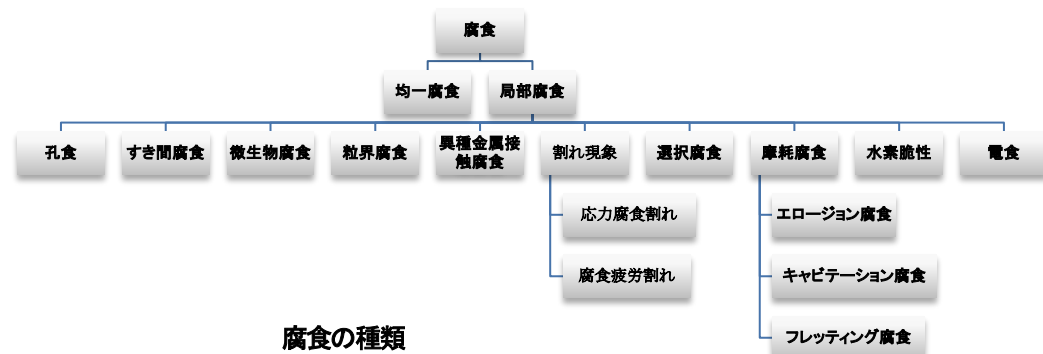 腐食
均一腐食
局部腐食
孔食
すき間腐食
微生物腐食
粒界腐食
異種金属接
触腐食
割れ現象
選択腐食
摩耗腐食
水素脆性
電食
応力腐食割れ
エロージョン腐食
腐食疲労割れ
キャビテーション腐食
フレッティング腐食
腐食の種類